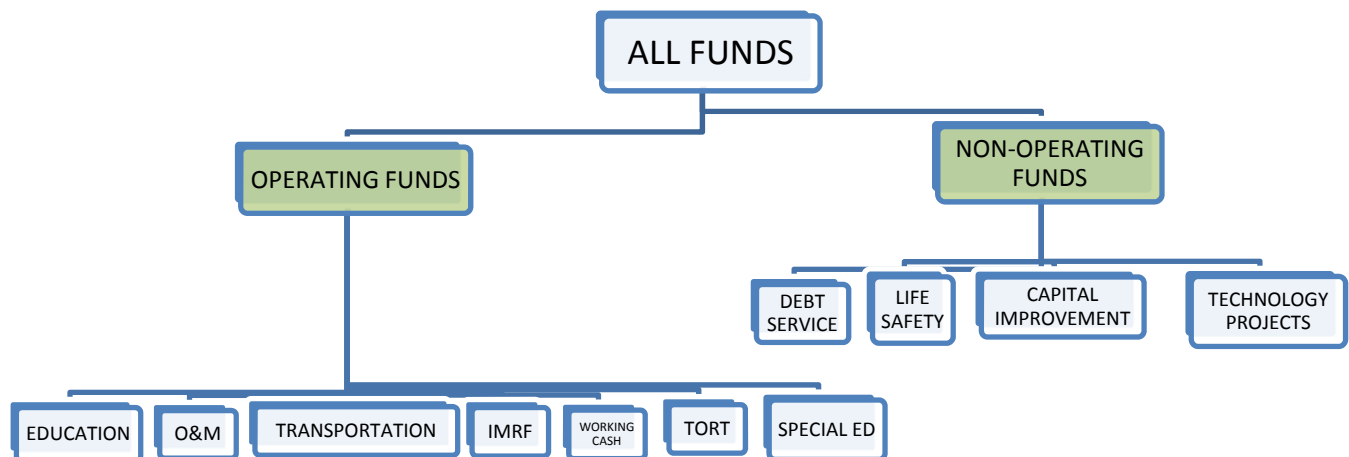 ALL FUNDS
OPERATING FUNDS
NON-OPERATING
FUNDS
DEBT
SERVICE
LIFE
SAFETY
CAPITAL
IMPROVEMENT
TECHNOLOGY
PROJECTS
EDUCATION
O&M
TRANSPORTATION
IMRF
WORKING
CASH
TORT
SPECIAL ED